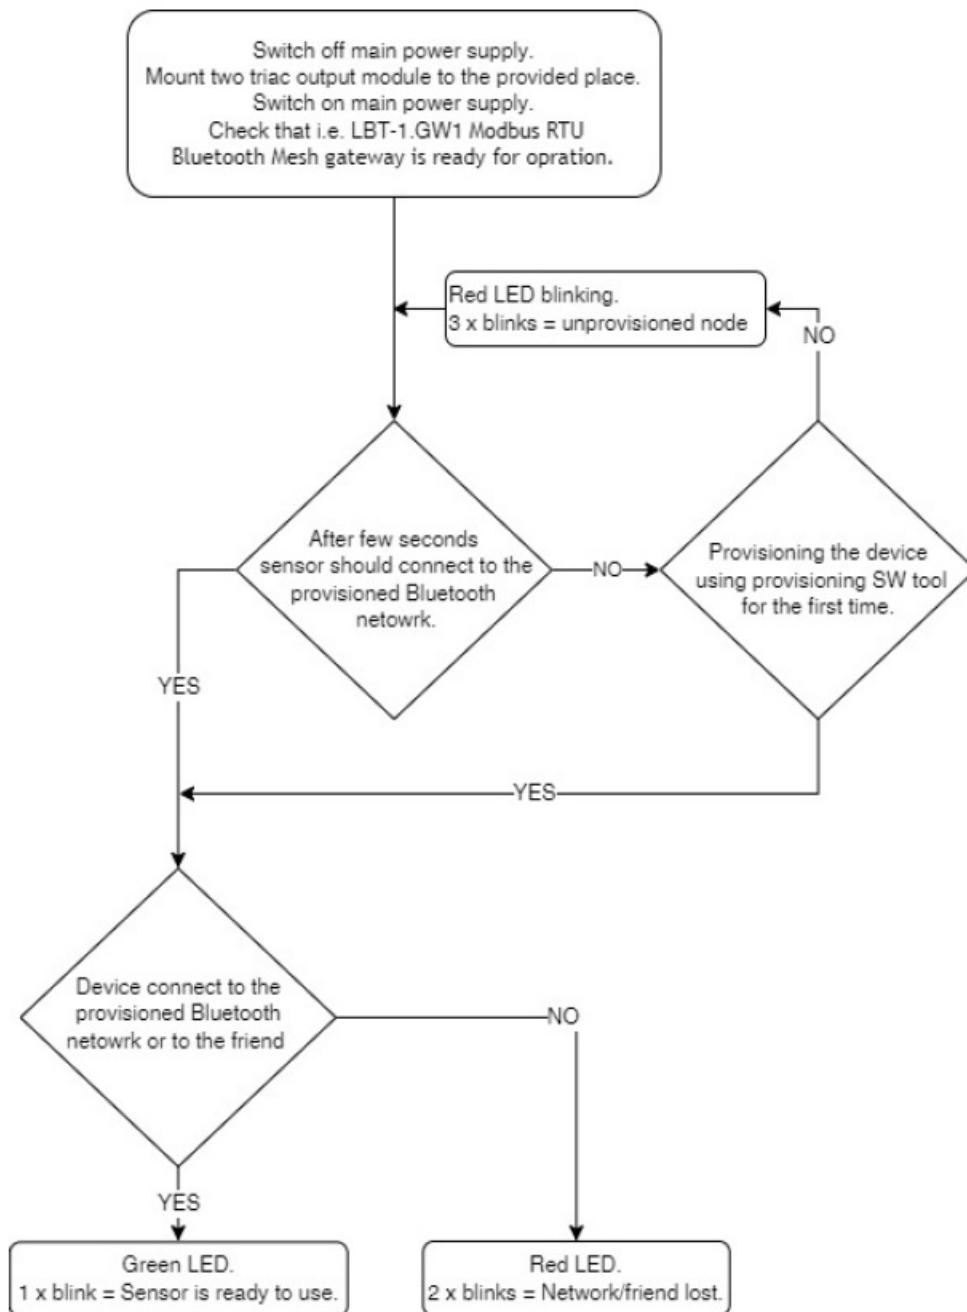 Switch off main power supply.
Mount two triac output module to the provided place.
Switch on main power supply.
Check that i.e. LBT-1.GW1 Modbus RTU
Bluetooth Mesh gateway is ready for opration.
Red LED blinking.
3 x blinks = unprovisioned node
NO
After few seconds
sensor should connect to the
provisioned Bluetooth
netowrk.
NO
Provisioning the device
using provisioning SW tool
for the first time.
YES
YES
Device connect to the
provisioned Bluetooth
netowrk or to the friend
NO
YES
Green LED.
1 x blink = Sensor is ready to use.
Red LED.
2 x blinks = Network/friend lost.